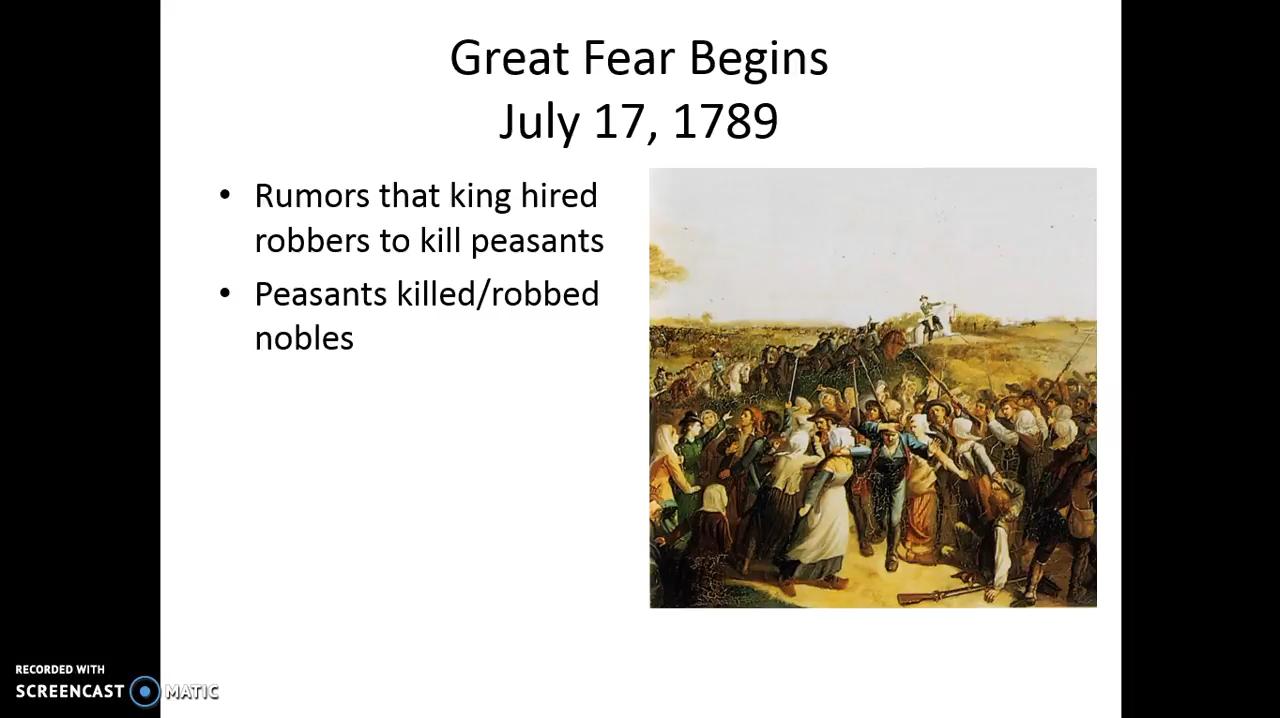 Great Fear Begins
July 17, 1789
• Rumors that king hired
robbers to kill peasants
• Peasants killed/robbed
nobles
RECORDED WITH
SCREENCAST MATIC